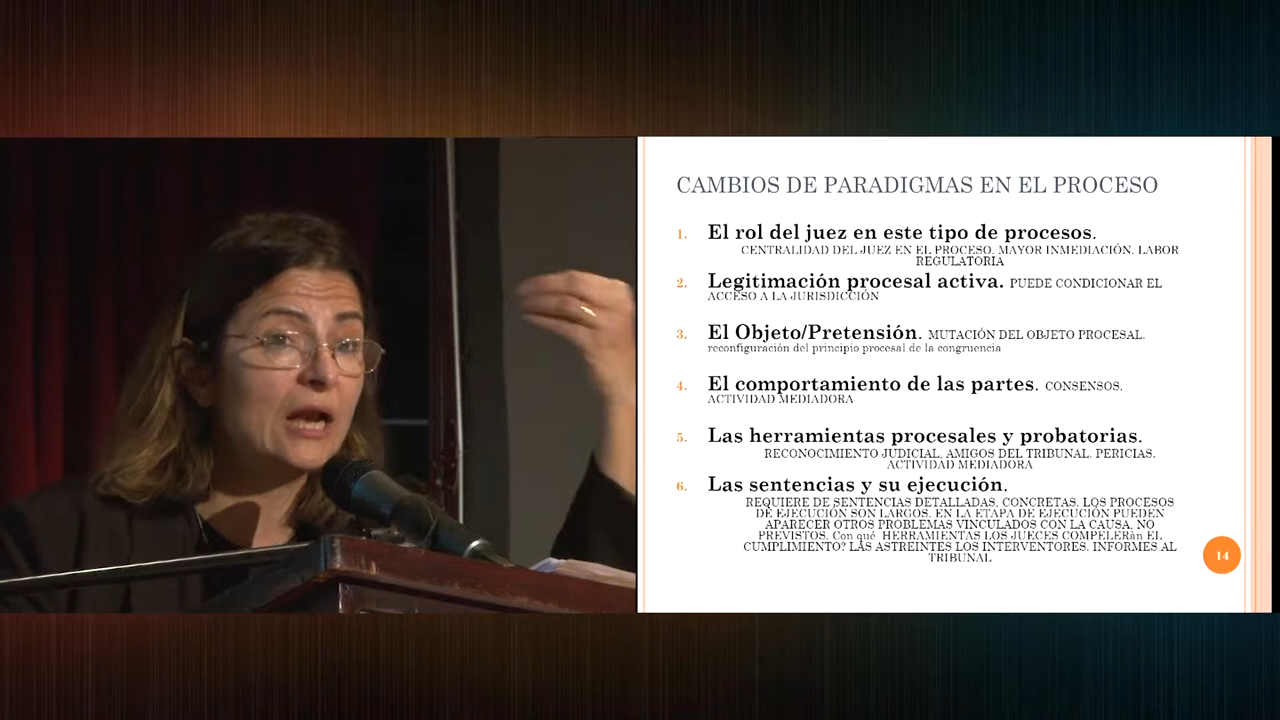 CAMBIOS DE PARADIGMAS EN EL PROCESO
1. El rol del juez en este tipo de procesos.
CENTRALIDAD DEL JUEZ EN EL PROCESO. MAYOR INMEDIACIÓN. LABOR
REGULATORIA
2. Legitimación procesal activa. PUEDE CONDICIONAR EL
ACCESO A LA JURISDICCIÓN
3. El Objeto/Pretensión. MUTACIÓN DEL OBJETO PROCESAL.
reconfiguración del principio procesal de la congruencia
4. El comportamiento de las partes. CONSENSOS.
ACTIVIDAD MEDIADORA
5. Las herramientas procesales y probatorias.
RECONOCIMIENTO JUDICIAL, AMIGOS DEL TRIBUNAL. PERICIAS.
ACTIVIDAD MEDIADORA
6. Las sentencias y su ejecución.
REQUIERE DE SENTENCIAS DETALLADAS, CONCRETAS. LOS PROCESOS
DE EJECUCIÓN SON LARGOS. EN LA ETAPA DE EJECUCIÓN PUEDEN
APARECER OTROS PROBLEMAS VINCULADOS CON LA CAUSA, NO
PREVISTOS. Con qué HERRAMIENTAS LOS JUECES COMPELERàn EL
CUMPLIMIENTO? LÁS ASTREINTES LOS INTERVENTORES. INFORMES AL
TRIBUNAL
14